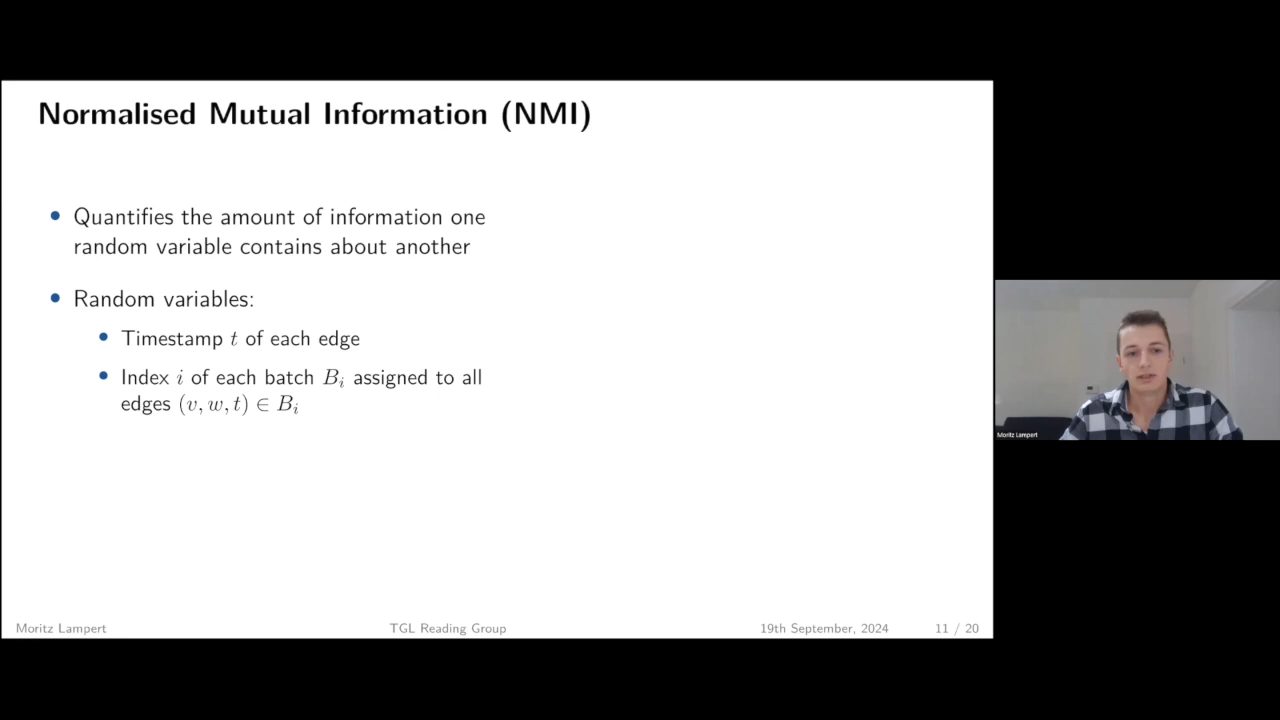 Normalised Mutual Information (NMI)
• Quantifies the amount of information one
random variable contains about another
• Random variables:
• Timestamp t of each edge
• Index i of each batch Bᵢ assigned to all
edges (v, w, t) ∈ Bᵢ
Moritz Lampert
TGL Reading Group
19th September, 2024
11 / 20
Moritz Lampert